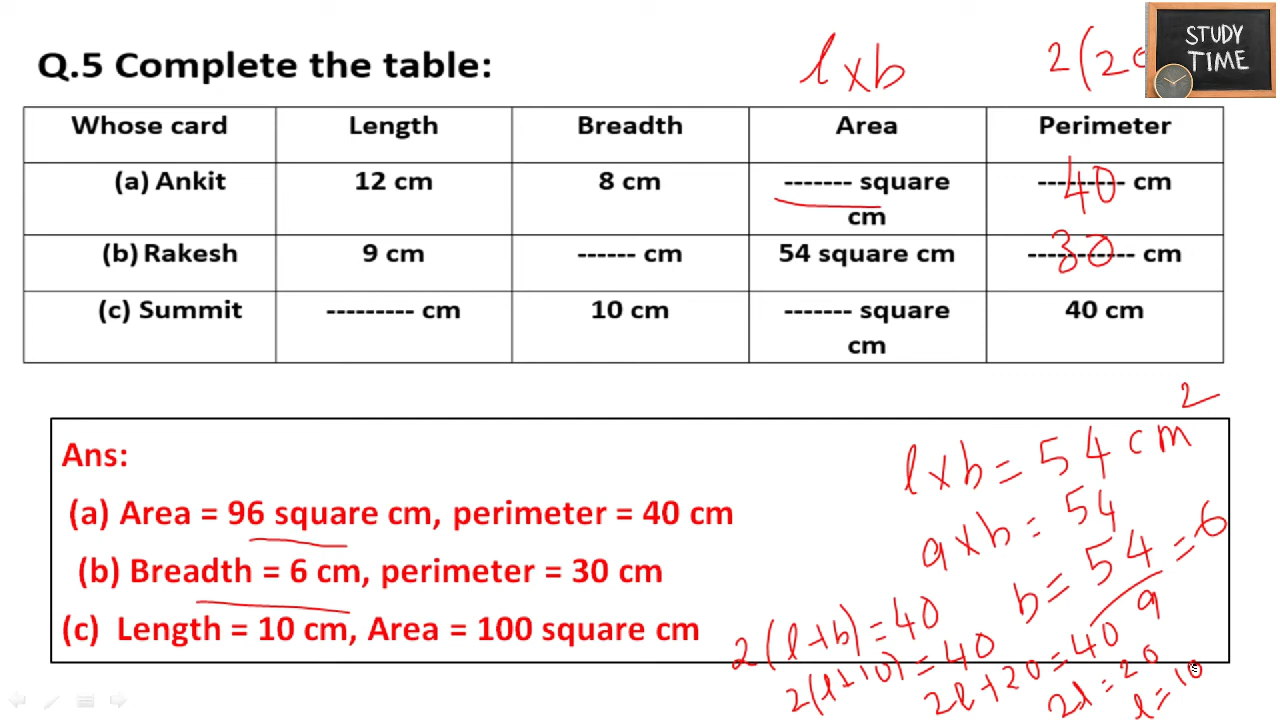 STUDY
TIME
Q.5 Complete the table:
l×b
2(20
Whose card Length Breadth Area Perimeter
(a) Ankit 12 cm 8 cm ------- square cm ---------- cm
40
(b) Rakesh 9 cm ------ cm 54 square cm ------------ cm
30
(c) Summit --------- cm 10 cm ------- square cm 40 cm
Ans:
(a) Area = 96 square cm, perimeter = 40 cm
(b) Breadth = 6 cm, perimeter = 30 cm
(c) Length = 10 cm, Area = 100 square cm
l×b = 54 cm²
9×b = 54
b = 54/9 = 6
2(l+b) = 40
2(l+10) = 40
2l+20 = 40
2l = 20
l = 10